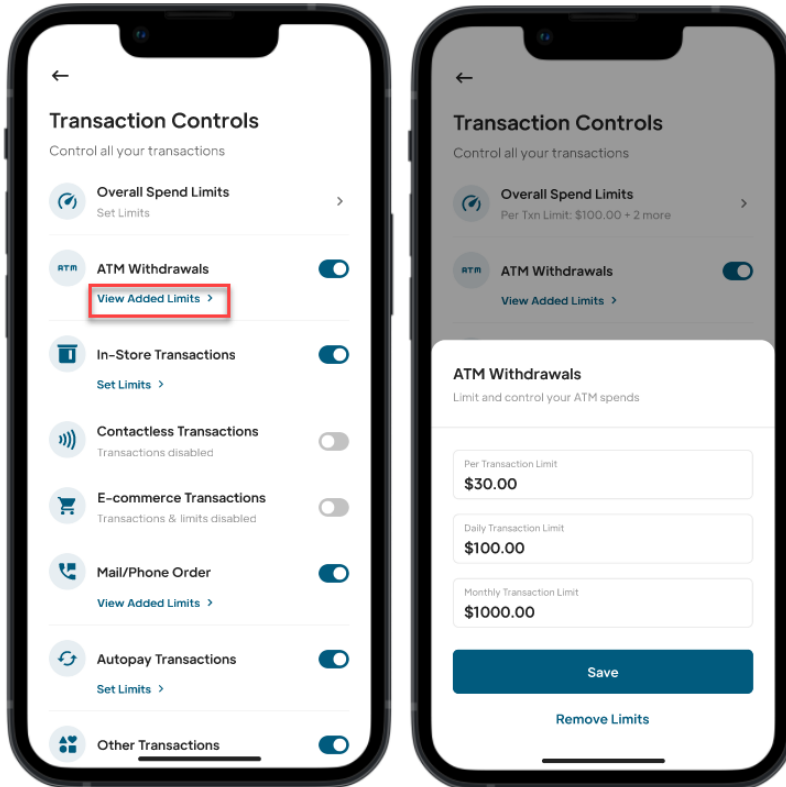 Transaction Controls
Control all your transactions
Overall Spend Limits
Set Limits
ATM
ATM Withdrawals
View Added Limits >
In-Store Transactions
Set Limits >
Contactless Transactions
Transactions disabled
E-commerce Transactions
Transactions & limits disabled
Mail/Phone Order
View Added Limits >
Autopay Transactions
Set Limits >
Other Transactions
Transaction Controls
Control all your transactions
Overall Spend Limits
Per Txn Limit: $100.00 + 2 more
ATM
ATM Withdrawals
View Added Limits >
ATM Withdrawals
Limit and control your ATM spends
Per Transaction Limit
$30.00
Daily Transaction Limit
$100.00
Monthly Transaction Limit
$1000.00
Save
Remove Limits